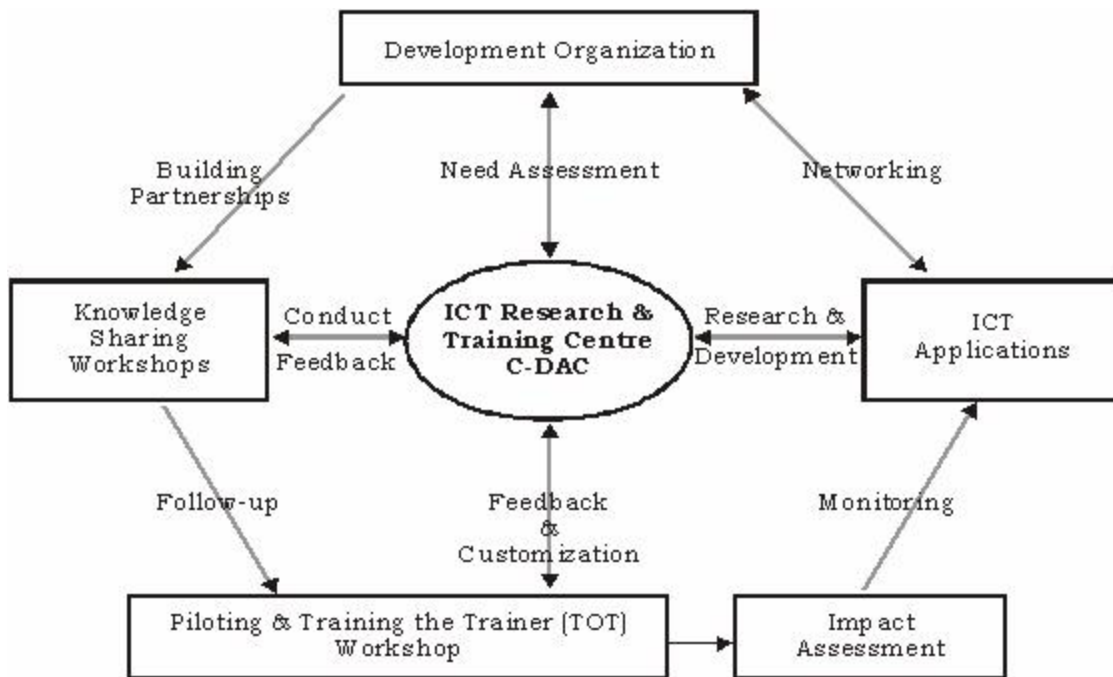 Development Organization
Building
Partnerships
Need Assessment
Networking
Knowledge
Sharing
Workshops
Conduct
Feedback
ICT Research &
Training Centre
C-DAC
Research &
Development
ICT
Applications
Follow-up
Feedback
&
Customization
Monitoring
Piloting & Training the Trainer (TOT)
Workshop
Impact
Assessment